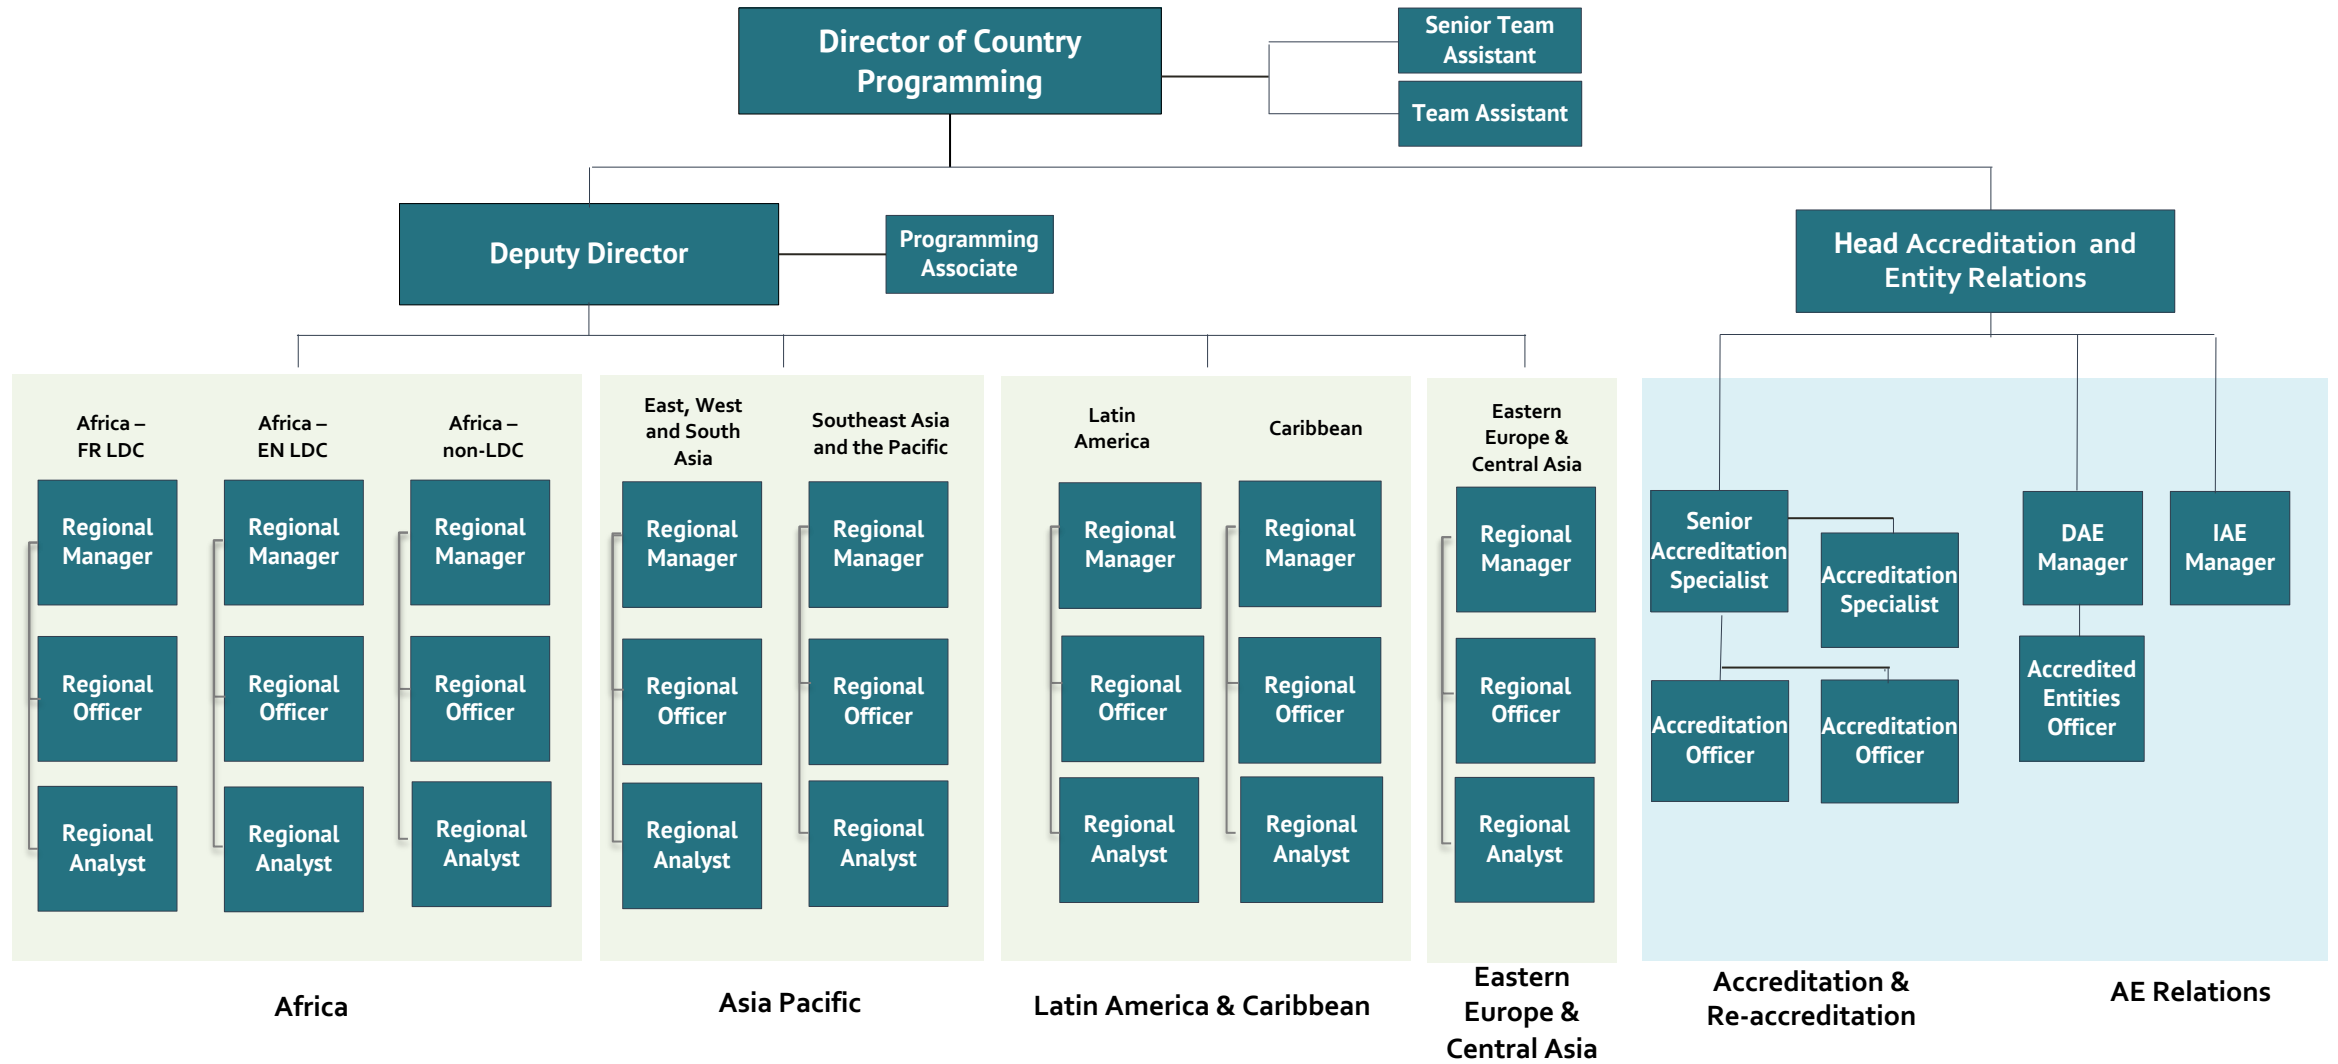 Director of Country
Programming
Senior Team
Assistant
Team Assistant
Deputy Director
Programming
Associate
Head Accreditation and
Entity Relations
Africa –
FR LDC
Africa –
EN LDC
Africa –
non-LDC
East, West
and South
Asia
Southeast Asia
and the Pacific
Latin
America
Caribbean
Eastern
Europe &
Central Asia
Regional
Manager
Regional
Manager
Regional
Manager
Regional
Manager
Regional
Manager
Regional
Manager
Regional
Manager
Regional
Manager
Senior
Accreditation
Specialist
Accreditation
Specialist
DAE
Manager
IAE
Manager
Regional
Officer
Regional
Officer
Regional
Officer
Regional
Officer
Regional
Officer
Regional
Officer
Regional
Officer
Regional
Officer
Accreditation
Officer
Accreditation
Officer
Accredited
Entities
Officer
Regional
Analyst
Regional
Analyst
Regional
Analyst
Regional
Analyst
Regional
Analyst
Regional
Analyst
Regional
Analyst
Regional
Analyst
Africa
Asia Pacific
Latin America & Caribbean
Eastern
Europe &
Central Asia
Accreditation &
Re-accreditation
AE Relations